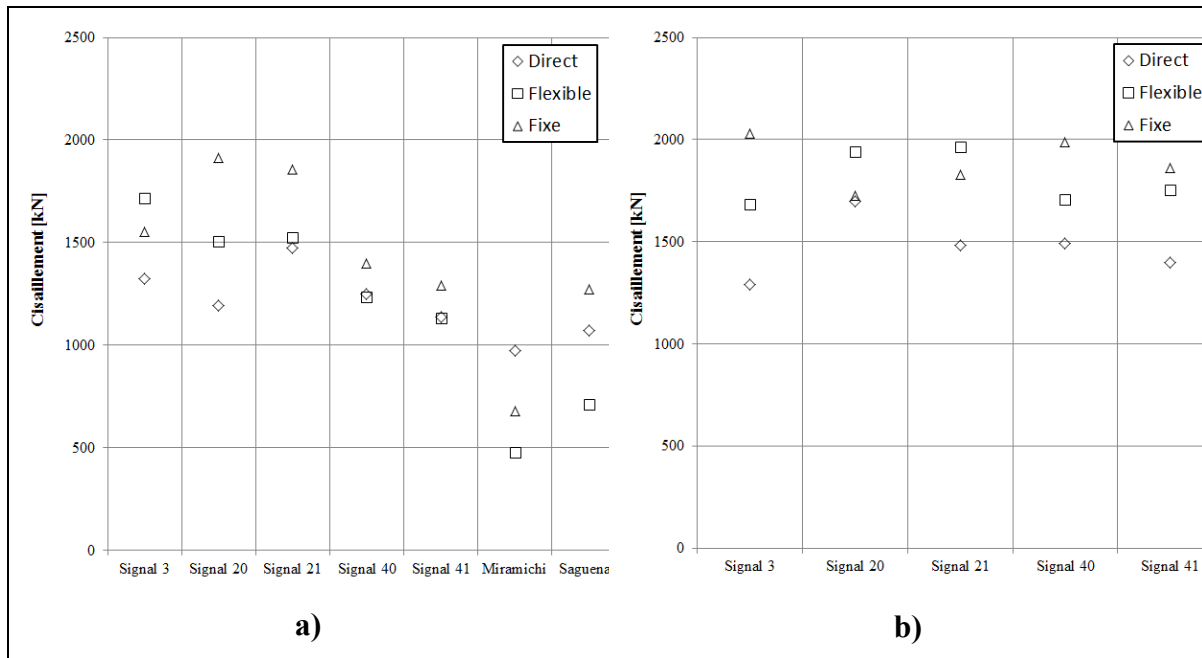 2500
2000
1500
1000
500
0
Cisaillement [kN]
Direct
Flexible
Fixe
Signal 3 Signal 20 Signal 21 Signal 40 Signal 41 Miramichi Saguena
a)
2500
2000
1500
1000
500
0
Cisaillement [kN]
Direct
Flexible
Fixe
Signal 3 Signal 20 Signal 21 Signal 40 Signal 41
b)